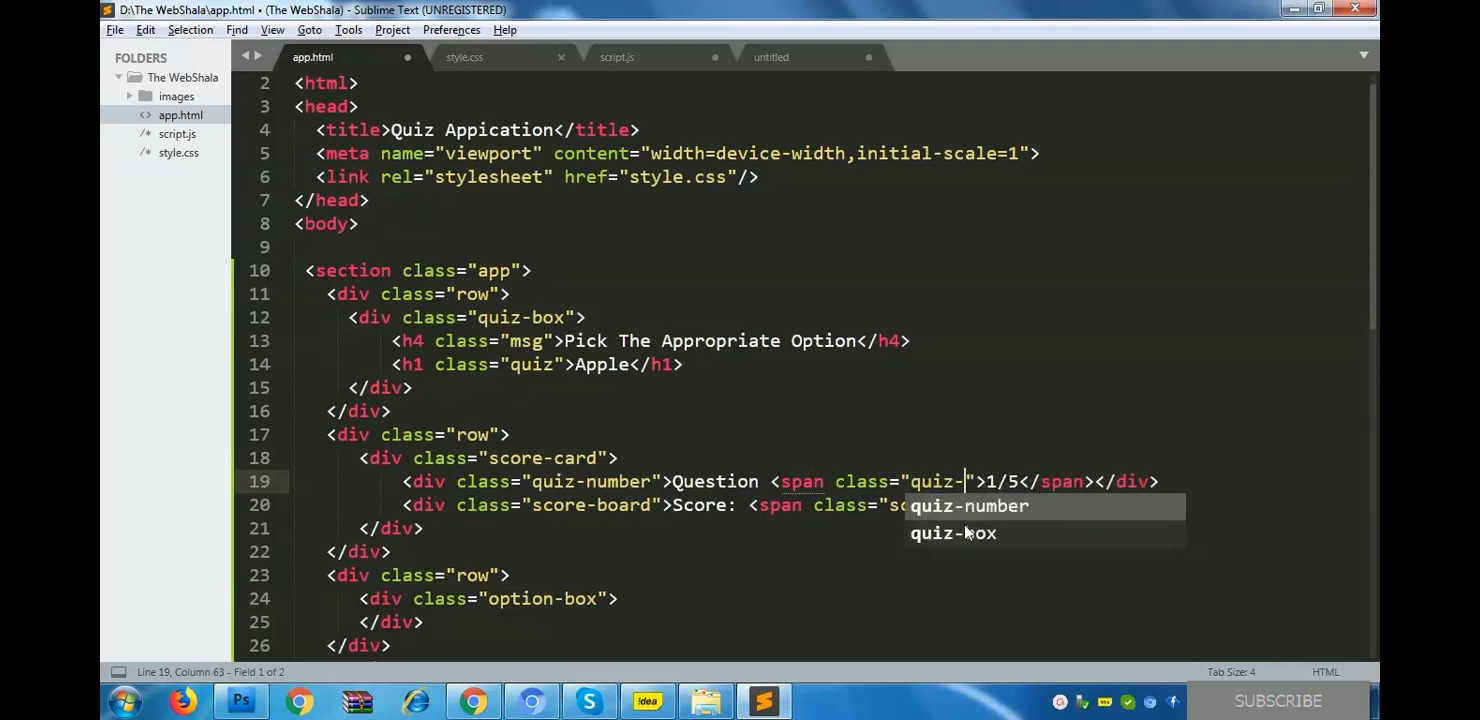 D:\The WebShala\app.html • (The WebShala) - Sublime Text (UNREGISTERED)
File Edit Selection Find View Goto Tools Project Preferences Help
FOLDERS
The WebShala
images
app.html
script.js
style.css
app.html style.css script.js untitled
2 <html>
3 <head>
4 <title>Quiz Appication</title>
5 <meta name="viewport" content="width=device-width,initial-scale=1">
6 <link rel="stylesheet" href="style.css"/>
7 </head>
8 <body>
9
10 <section class="app">
11 <div class="row">
12 <div class="quiz-box">
13 <h4 class="msg">Pick The Appropriate Option</h4>
14 <h1 class="quiz">Apple</h1>
15 </div>
16 </div>
17 <div class="row">
18 <div class="score-card">
19 <div class="quiz-number">Question <span class="quiz-">1/5</span></div>
20 <div class="score-board">Score: <span class="sc
quiz-number
quiz-box
21 </div>
22 </div>
23 <div class="row">
24 <div class="option-box">
25 </div>
26 </div>
Line 19, Column 63 - Field 1 of 2 Tab Size: 4 HTML
Ps
!dea
SUBSCRIBE